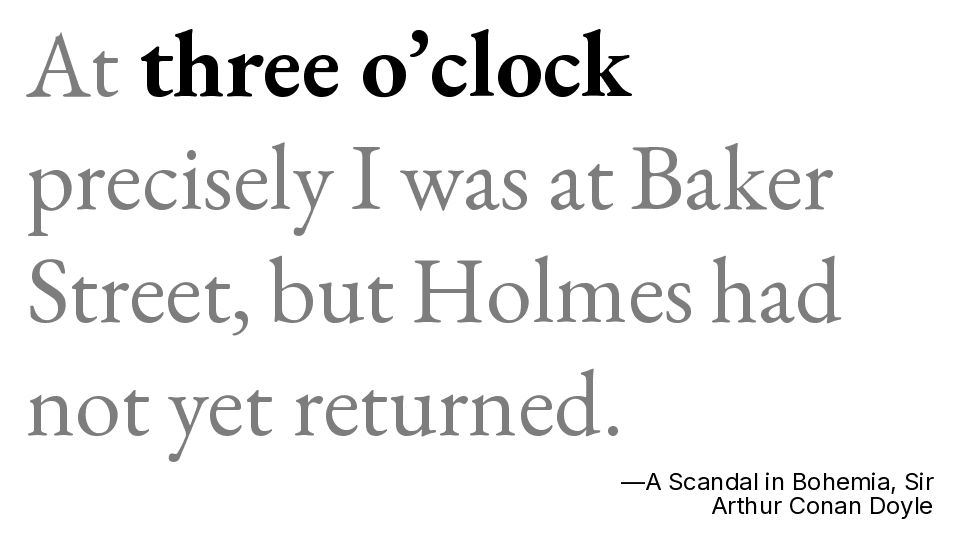 At three o’clock
precisely I was at Baker
Street, but Holmes had
not yet returned.
—A Scandal in Bohemia, Sir
Arthur Conan Doyle